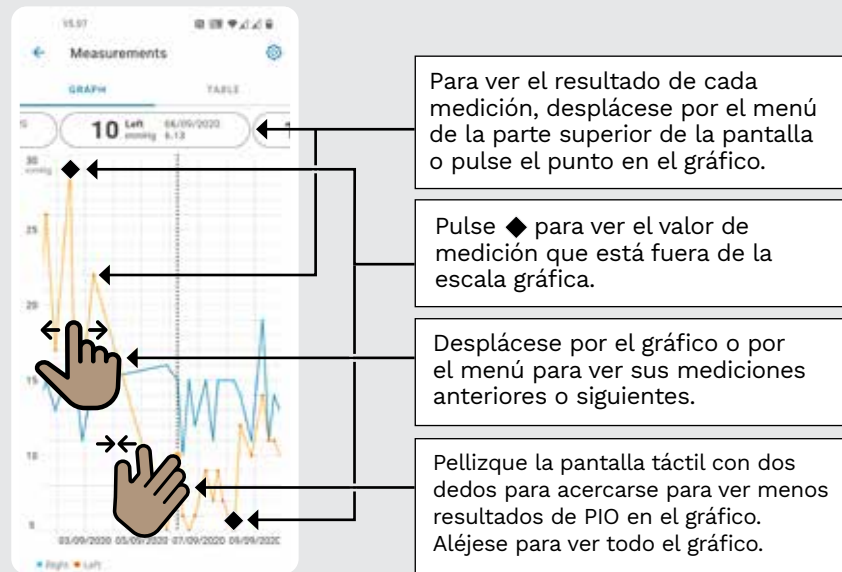 15.07
Measurements
GRAPH TABLE
10 Left 06/09/2020
mmHg 6.13
30
mmHg
25
20
15
10
5
03/09/2020 05/09/2020 07/09/2020 09/09/2020
Right Left
Para ver el resultado de cada
medición, desplácese por el menú
de la parte superior de la pantalla
o pulse el punto en el gráfico.
Pulse ◆ para ver el valor de
medición que está fuera de la
escala gráfica.
Desplácese por el gráfico o por
el menú para ver sus mediciones
anteriores o siguientes.
Pellizque la pantalla táctil con dos
dedos para acercarse para ver menos
resultados de PIO en el gráfico.
Aléjese para ver todo el gráfico.